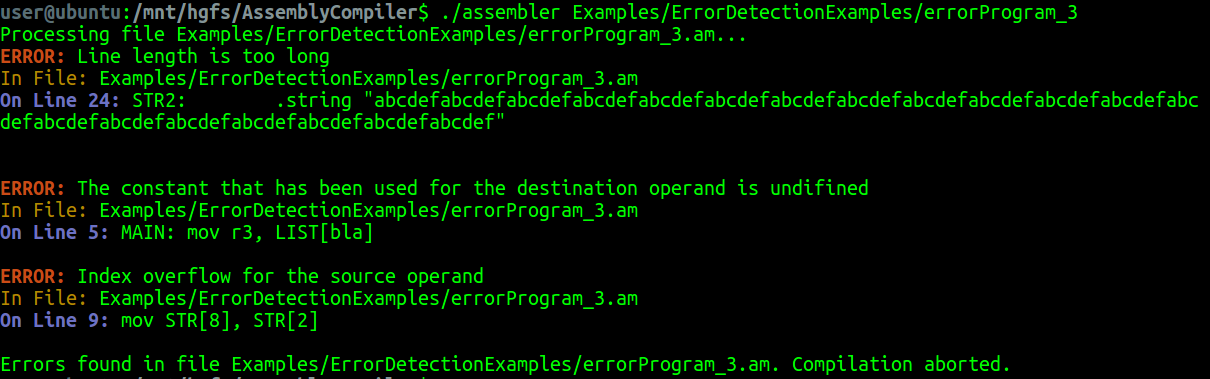 user@ubuntu:/mnt/hgfs/AssemblyCompiler$ ./assembler Examples/ErrorDetectionExamples/errorProgram_3
Processing file Examples/ErrorDetectionExamples/errorProgram_3.am...
ERROR: Line length is too long
In File: Examples/ErrorDetectionExamples/errorProgram_3.am
On Line 24: STR2:        .string "abcdefabcdefabcdefabcdefabcdefabcdefabcdefabcdefabcdefabcdefabcdefabcdefabc
defabcdefabcdefabcdefabcdefabcdefabcdefabcdef"
ERROR: The constant that has been used for the destination operand is undifined
In File: Examples/ErrorDetectionExamples/errorProgram_3.am
On Line 5: MAIN: mov r3, LIST[bla]
ERROR: Index overflow for the source operand
In File: Examples/ErrorDetectionExamples/errorProgram_3.am
On Line 9: mov STR[8], STR[2]
Errors found in file Examples/ErrorDetectionExamples/errorProgram_3.am. Compilation aborted.